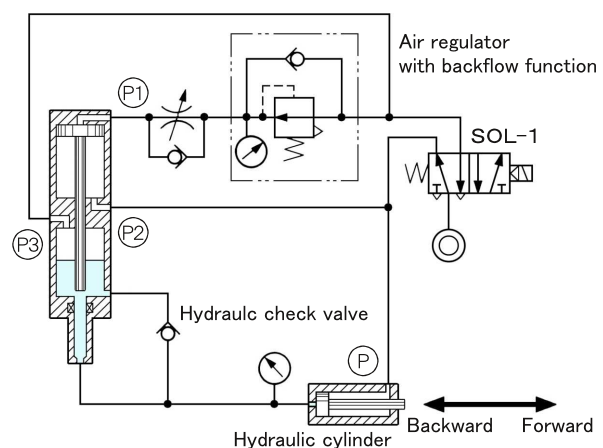 Air regulator
with backflow function
P1
SOL-1
P3
P2
Hydraulc check valve
P
Backward Forward
Hydraulic cylinder